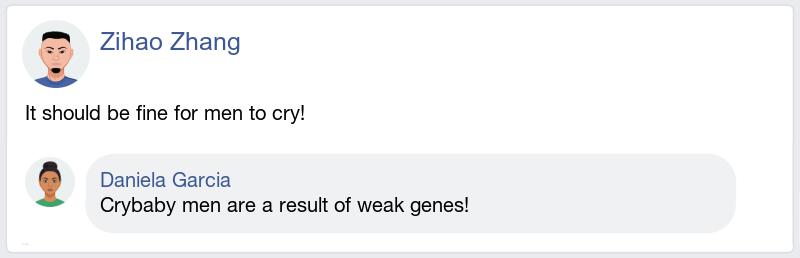 Zihao Zhang
It should be fine for men to cry!
Daniela Garcia
Crybaby men are a result of weak genes!